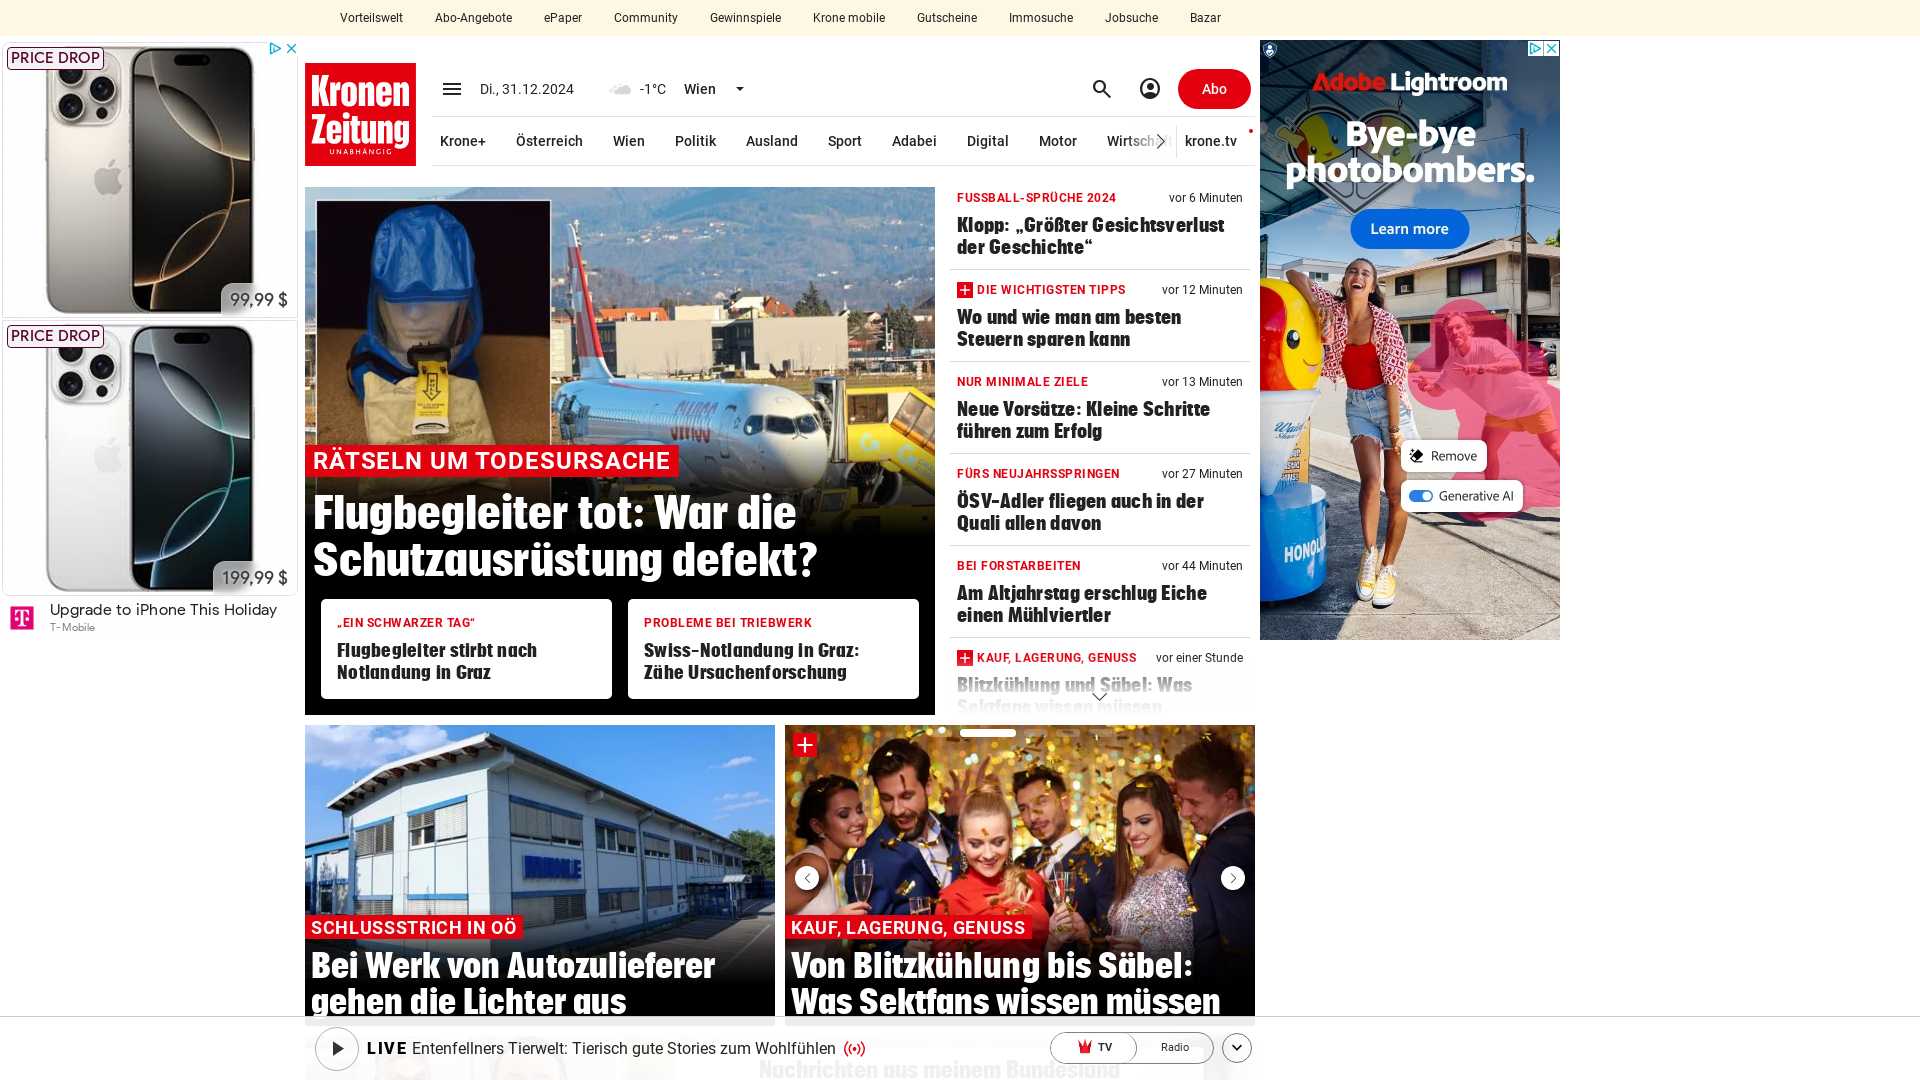 Vorteilswelt Abo-Angebote ePaper Community Gewinnspiele Krone mobile Gutscheine Immosuche Jobsuche Bazar
PRICE DROP
99,99 $
PRICE DROP
199,99 $
Upgrade to iPhone This Holiday
T-Mobile
Kronen
Zeitung
UNABHÄNGIG
Di., 31.12.2024 -1°C Wien
Abo
Krone+ Österreich Wien Politik Ausland Sport Adabei Digital Motor Wirtschaft krone.tv
RÄTSELN UM TODESURSACHE
Flugbegleiter tot: War die
Schutzausrüstung defekt?
„EIN SCHWARZER TAG“
Flugbegleiter stirbt nach
Notlandung in Graz
PROBLEME BEI TRIEBWERK
Swiss-Notlandung in Graz:
Zähe Ursachenforschung
FUSSBALL-SPRÜCHE 2024 vor 6 Minuten
Klopp: „Größter Gesichtsverlust
der Geschichte“
DIE WICHTIGSTEN TIPPS vor 12 Minuten
Wo und wie man am besten
Steuern sparen kann
NUR MINIMALE ZIELE vor 13 Minuten
Neue Vorsätze: Kleine Schritte
führen zum Erfolg
FÜRS NEUJAHRSSPRINGEN vor 27 Minuten
ÖSV-Adler fliegen auch in der
Quali allen davon
BEI FORSTARBEITEN vor 44 Minuten
Am Altjahrstag erschlug Eiche
einen Mühlviertler
KAUF, LAGERUNG, GENUSS vor einer Stunde
Blitzkühlung und Säbel: Was
Sektfans wissen müssen
Adobe Lightroom
Bye-bye
photobombers.
Learn more
Remove
Generative AI
SCHLUSSSTRICH IN OÖ
Bei Werk von Autozulieferer
gehen die Lichter aus
KAUF, LAGERUNG, GENUSS
Von Blitzkühlung bis Säbel:
Was Sektfans wissen müssen
LIVE Entenfellners Tierwelt: Tierisch gute Stories zum Wohlfühlen
TV Radio
Nachrichten aus meinem Bundesland